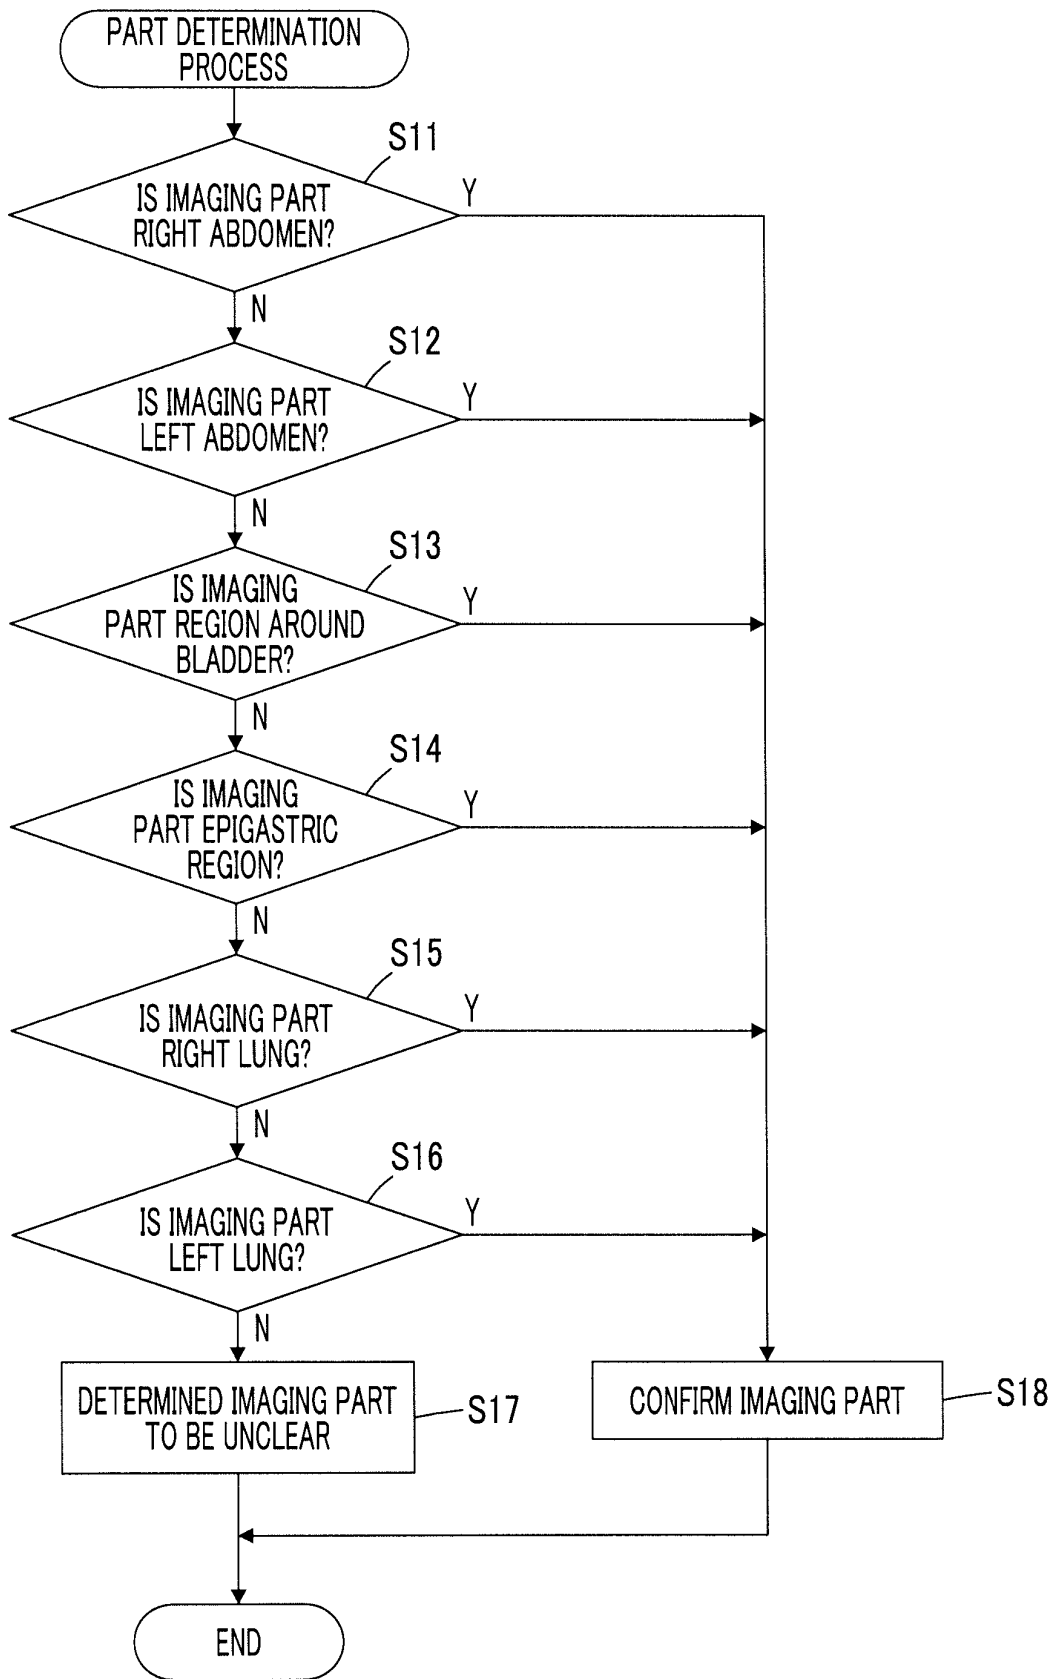 PART DETERMINATION
PROCESS
S11
IS IMAGING PART
RIGHT ABDOMEN?
Y
N
S12
IS IMAGING PART
LEFT ABDOMEN?
Y
N
S13
IS IMAGING
PART REGION AROUND
BLADDER?
Y
N
S14
IS IMAGING
PART EPIGASTRIC
REGION?
Y
N
S15
IS IMAGING PART
RIGHT LUNG?
Y
N
S16
IS IMAGING PART
LEFT LUNG?
Y
N
DETERMINED IMAGING PART
TO BE UNCLEAR
S17
CONFIRM IMAGING PART
S18
END